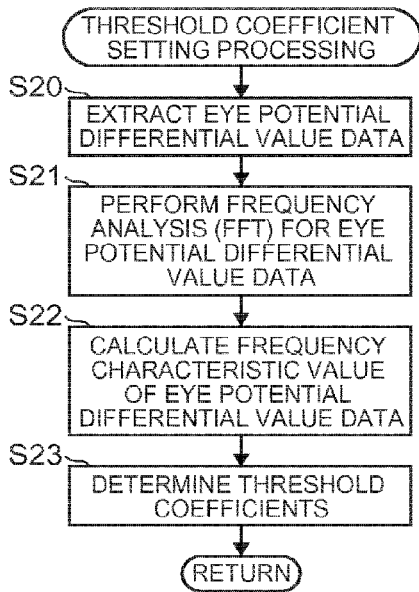 THRESHOLD COEFFICIENT
SETTING PROCESSING
S20
EXTRACT EYE POTENTIAL
DIFFERENTIAL VALUE DATA
S21
PERFORM FREQUENCY
ANALYSIS (FFT) FOR EYE
POTENTIAL DIFFERENTIAL
VALUE DATA
S22
CALCULATE FREQUENCY
CHARACTERISTIC VALUE
OF EYE POTENTIAL
DIFFERENTIAL VALUE DATA
S23
DETERMINE THRESHOLD
COEFFICIENTS
RETURN